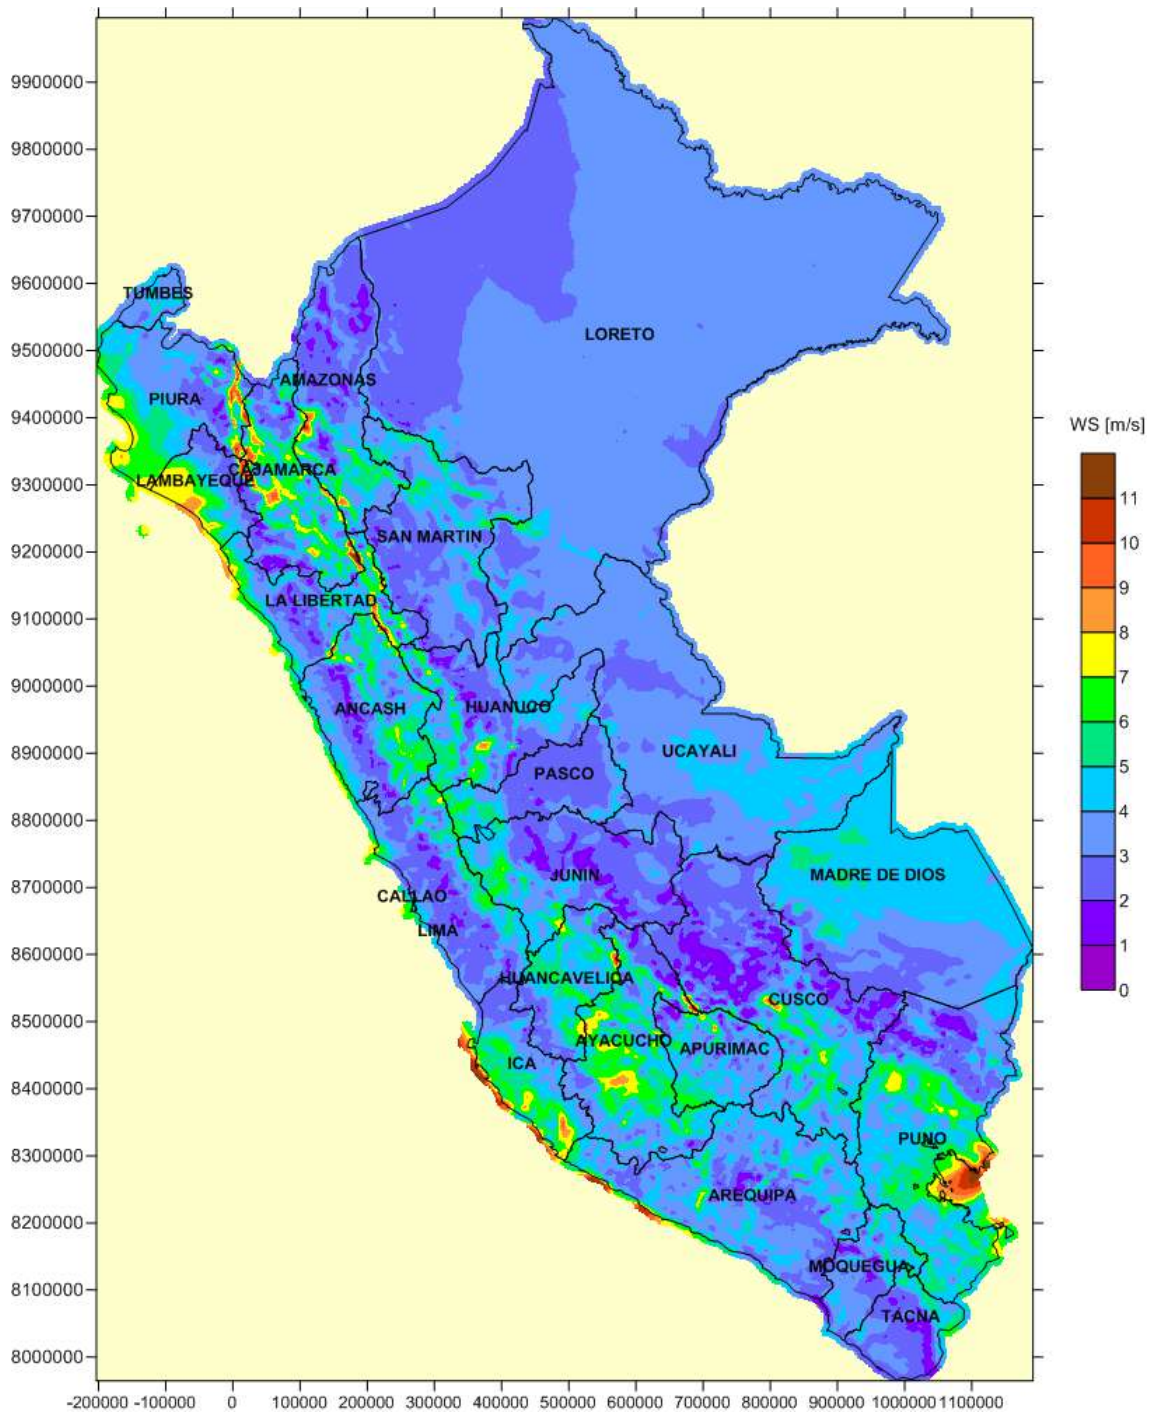 9900000
9800000
9700000
9600000
9500000
9400000
9300000
9200000
9100000
9000000
8900000
8800000
8700000
8600000
8500000
8400000
8300000
8200000
8100000
8000000
-200000 -100000 0 100000 200000 300000 400000 500000 600000 700000 800000 900000 1000000 1100000
TUMBES
LORETO
AMAZONAS
PIURA
CAJAMARCA
LAMBAYEQUE
SAN MARTIN
LA LIBERTAD
ANCASH
HUANUCO
UCAYALI
PASCO
JUNIN
MADRE DE DIOS
CALLAO
LIMA
HUANCAVELICA
CUSCO
AYACUCHO
APURIMAC
ICA
PUNO
AREQUIPA
MOQUEGUA
TACNA
WS [m/s]
11
10
9
8
7
6
5
4
3
2
1
0